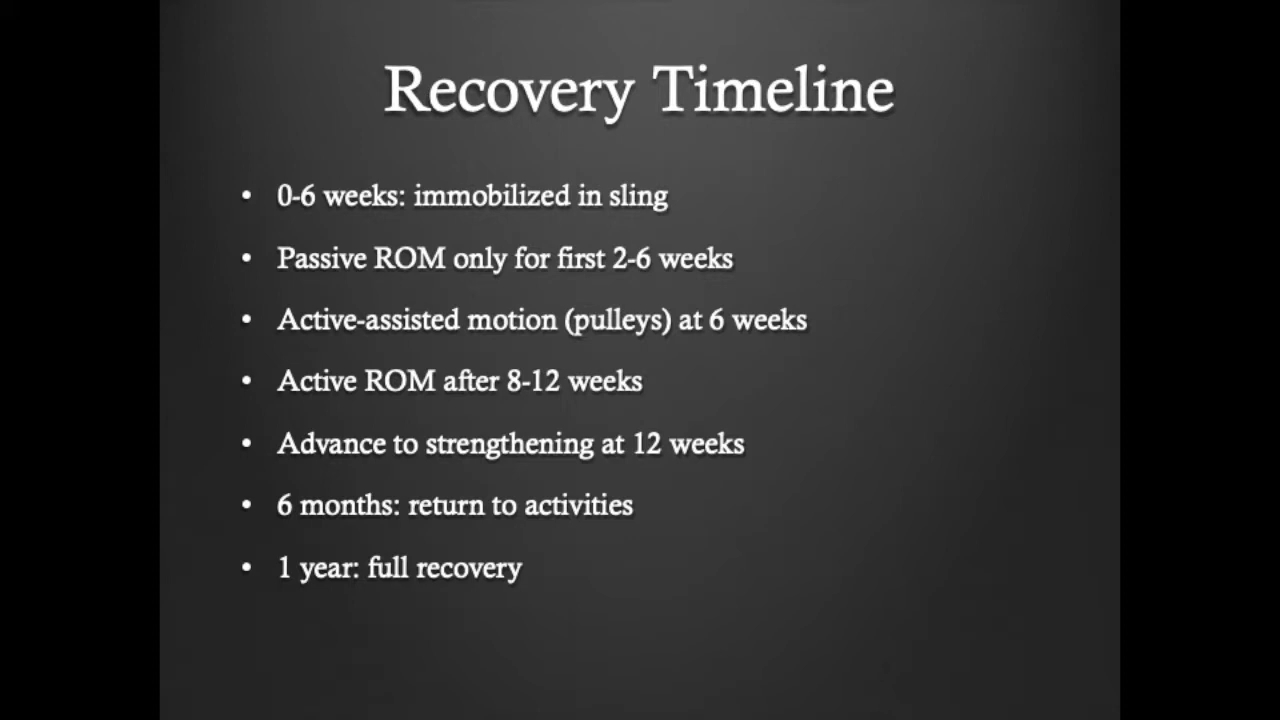 Recovery Timeline
• 0-6 weeks: immobilized in sling
• Passive ROM only for first 2-6 weeks
• Active-assisted motion (pulleys) at 6 weeks
• Active ROM after 8-12 weeks
• Advance to strengthening at 12 weeks
• 6 months: return to activities
• 1 year: full recovery